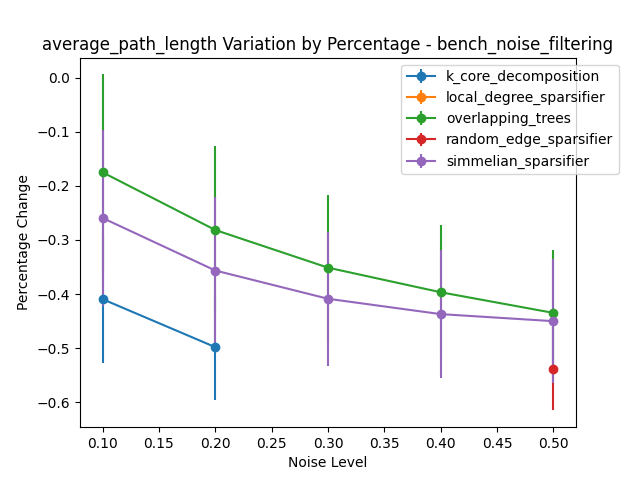 average_path_length Variation by Percentage - bench_noise_filtering
k_core_decomposition
local_degree_sparsifier
overlapping_trees
random_edge_sparsifier
simmelian_sparsifier
0.0
−0.1
−0.2
−0.3
−0.4
−0.5
−0.6
Percentage Change
0.10 0.15 0.20 0.25 0.30 0.35 0.40 0.45 0.50
Noise Level